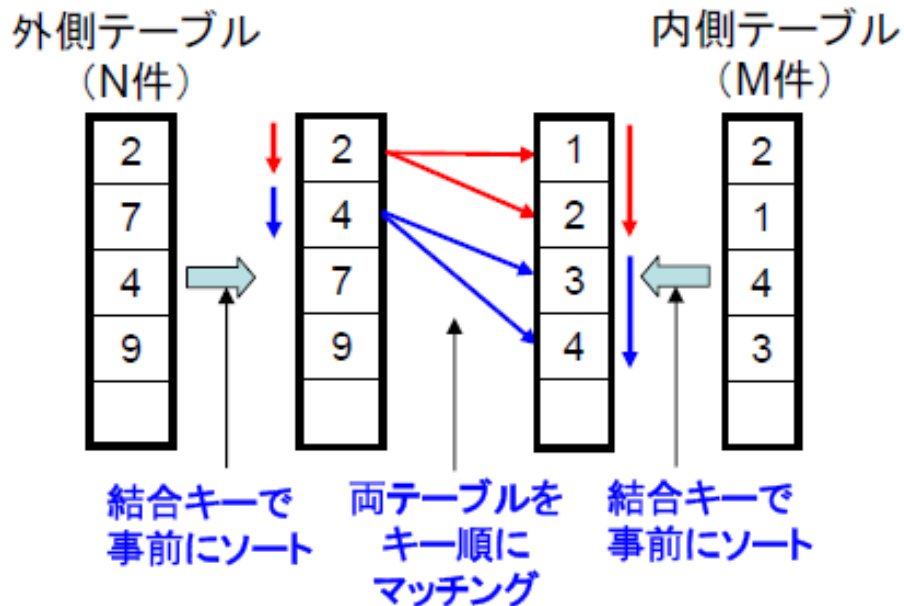 外側テーブル
（N件）
内側テーブル
（M件）
2
7
4
9
2
4
7
9
1
2
3
4
2
1
4
3
結合キーで
事前にソート
両テーブルを
キー順に
マッチング
結合キーで
事前にソート